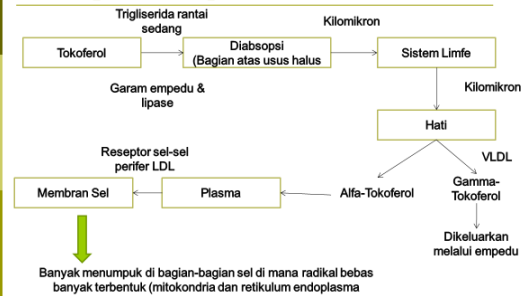 Trigliserida rantai
sedang
Kilomikron
Tokoferol
Diabsopsi
(Bagian atas usus halus
Sistem Limfe
Garam empedu &
lipase
Kilomikron
Hati
Reseptor sel-sel
perifer LDL
VLDL
Membran Sel
Plasma
Alfa-Tokoferol
Gamma-
Tokoferol
Dikeluarkan
melalui empedu
Banyak menumpuk di bagian-bagian sel di mana radikal bebas
banyak terbentuk (mitokondria dan retikulum endoplasma